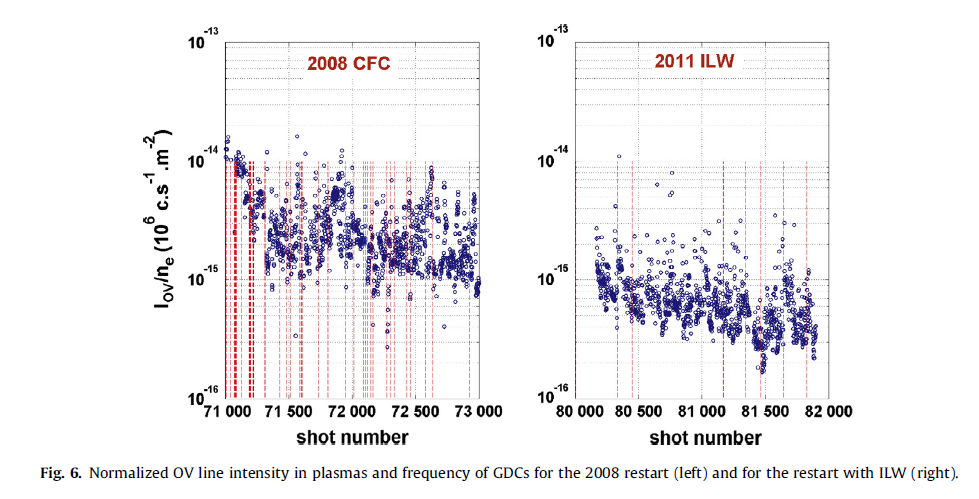 2008 CFC
10^-13
10^-14
10^-15
10^-16
I_OV/n_e (10^6 c.s^-1.m^-2)
71 000 71 500 72 000 72 500 73 000
shot number
2011 ILW
10^-13
10^-14
10^-15
10^-16
80 000 80 500 81 000 81 500 82 000
shot number
Fig. 6. Normalized OV line intensity in plasmas and frequency of GDCs for the 2008 restart (left) and for the restart with ILW (right).